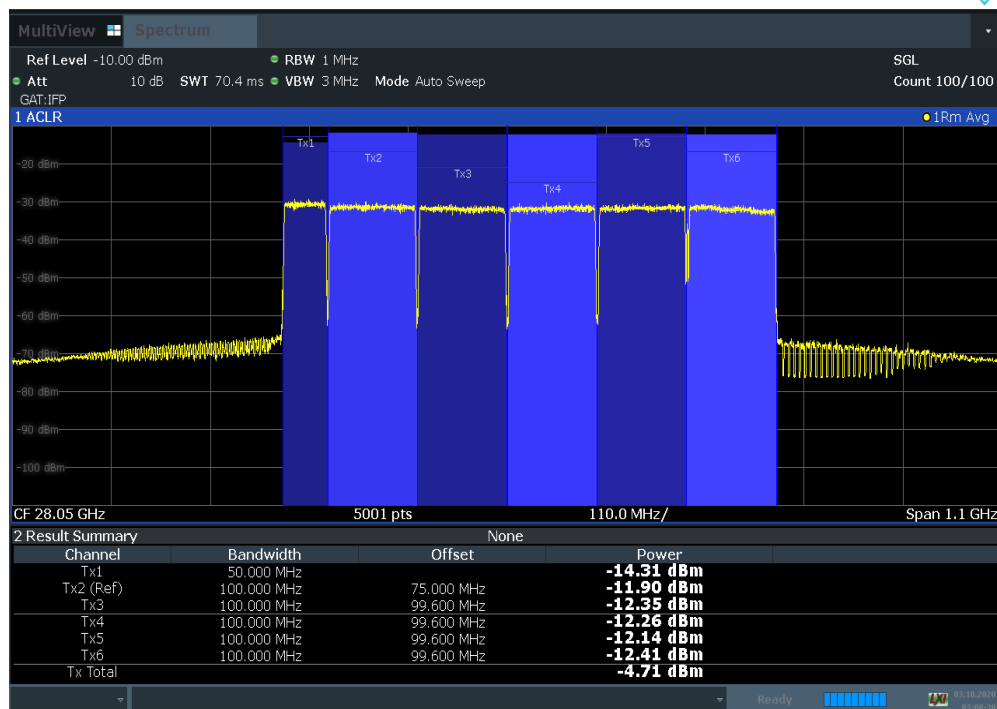 MultiView Spectrum
Ref Level -10.00 dBm RBW 1 MHz SGL
Att 10 dB SWT 70.4 ms VBW 3 MHz Mode Auto Sweep Count 100/100
GAT:IFP
1 ACLR 1Rm Avg
Tx1 Tx5
Tx2 Tx6
-20 dBm
Tx3
Tx4
-30 dBm
-40 dBm
-50 dBm
-60 dBm
-70 dBm
-80 dBm
-90 dBm
-100 dBm
CF 28.05 GHz 5001 pts 110.0 MHz/ Span 1.1 GHz
2 Result Summary None
Channel Bandwidth Offset Power
Tx1 50.000 MHz -14.31 dBm
Tx2 (Ref) 100.000 MHz 75.000 MHz -11.90 dBm
Tx3 100.000 MHz 99.600 MHz -12.35 dBm
Tx4 100.000 MHz 99.600 MHz -12.26 dBm
Tx5 100.000 MHz 99.600 MHz -12.14 dBm
Tx6 100.000 MHz 99.600 MHz -12.41 dBm
Tx Total -4.71 dBm
Ready LXI 03.10.2020